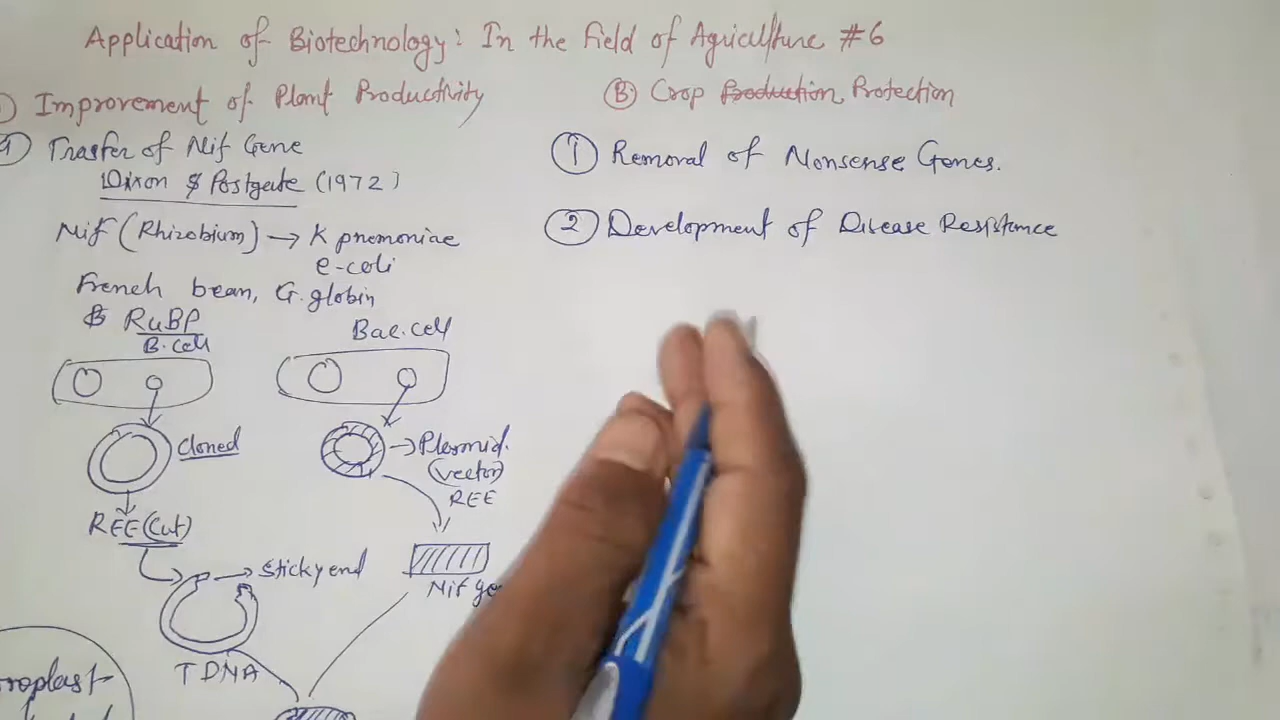 Application of Biotechnology: In the Field of Agriculture #6
Improvement of Plant Productivity
1 Trasfer of Nif Gene
Dixon & Postgate (1972)
Nif (Rhizobium) → K pnemoniae
e-coli
French bean, G. globin
& RuBP
B. Cell
Bac. cell
Cloned
→ Plasmid.
(vector)
REE
REE (Cut)
→ Sticky end
Nif ge
T DNA
roplast
B Crop Production Protection
1 Removal of Nonsense Genes.
2 Development of Disease Resistance